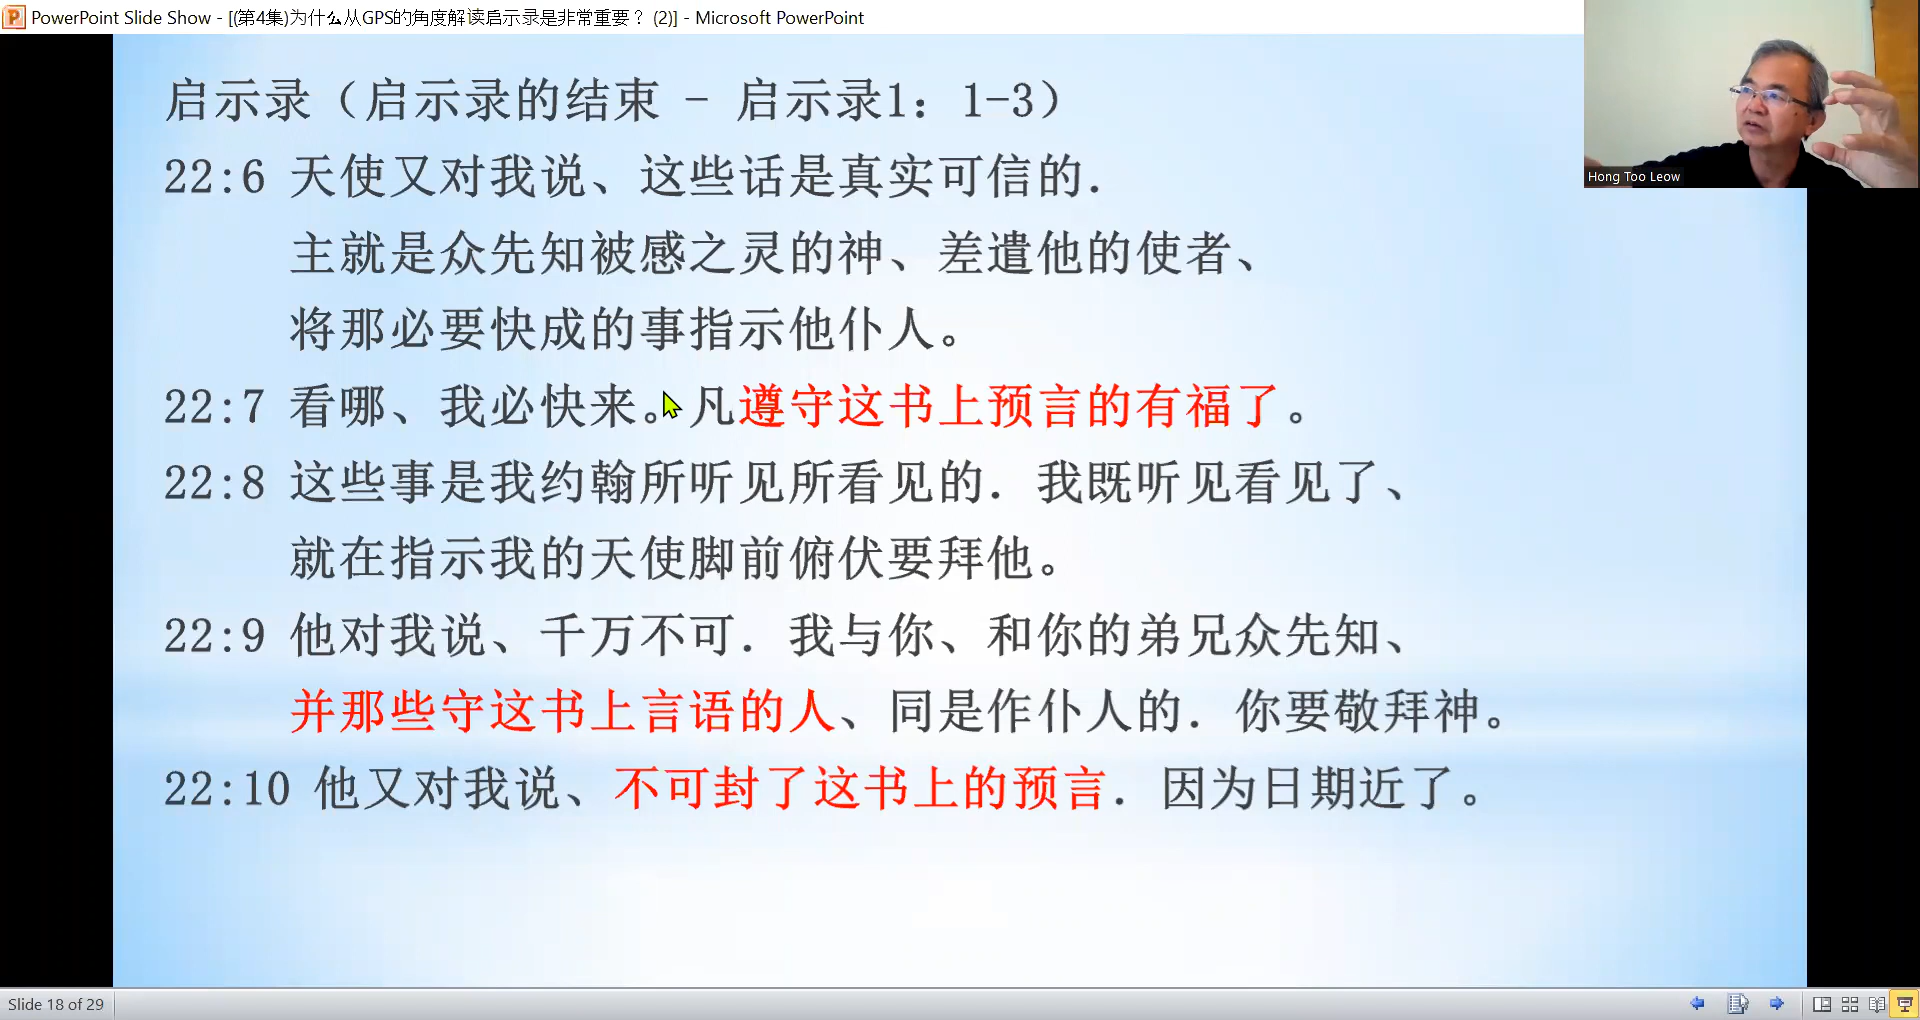 PowerPoint Slide Show - [(第4集)为什么从GPS的角度解读启示录是非常重要？ (2)] - Microsoft PowerPoint
Hong Too Leow
启示录（启示录的结束 - 启示录1: 1-3）
22:6 天使又对我说、这些话是真实可信的．
主就是众先知被感之灵的神、差遣他的使者、
将那必要快成的事指示他仆人。
22:7 看哪、我必快来。凡遵守这书上预言的有福了。
22:8 这些事是我约翰所听见所看见的．我既听见看见了、
就在指示我的天使脚前俯伏要拜他。
22:9 他对我说、千万不可．我与你、和你的弟兄众先知、
并那些守这书上言语的人、同是作仆人的．你要敬拜神。
22:10 他又对我说、不可封了这书上的预言．因为日期近了。
Slide 18 of 29